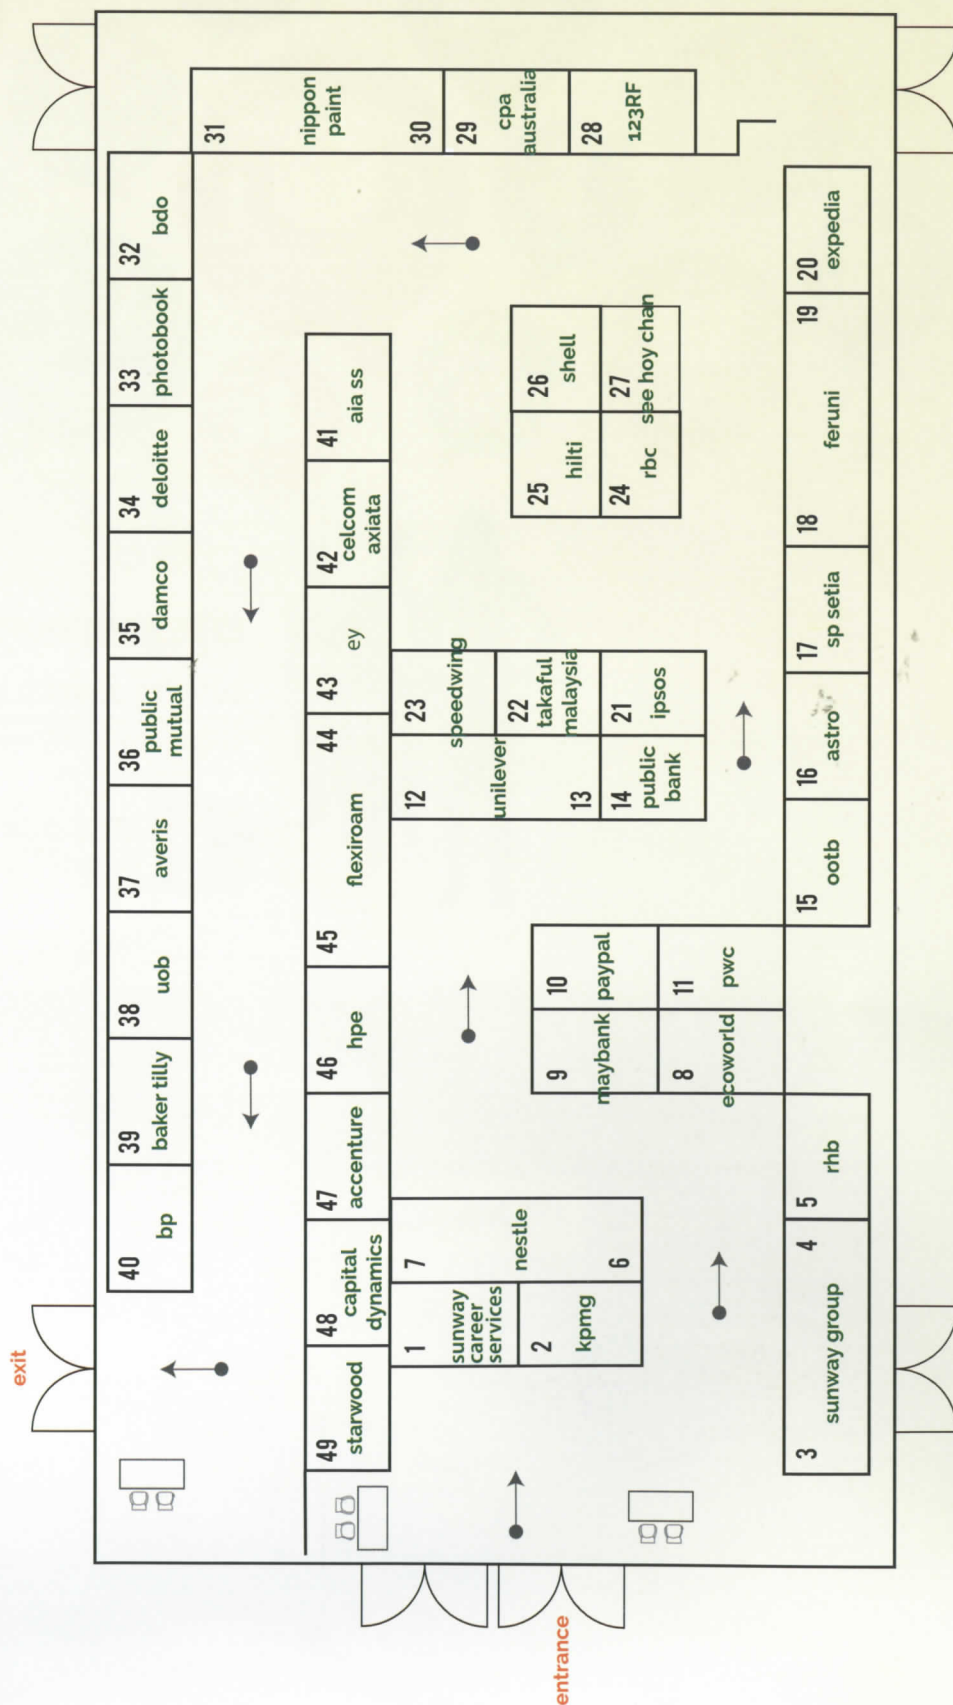 exit
entrance
1
sunway
career
services
2
kpmg
3
sunway group
4
5
rhb
6
nestle
7
8
ecoworld
9
maybank
10
paypal
11
pwc
12
unilever
13
14
public
bank
15
ootb
16
astro
17
sp setia
18
feruni
19
20
expedia
21
ipsos
22
takaful
malaysia
23
speedwing
24
rbc
25
hilti
26
shell
27
see hoy chan
28
123RF
29
cpa
australia
30
nippon
paint
31
32
bdo
33
photobook
34
deloitte
35
damco
36
public
mutual
37
averis
38
uob
39
baker tilly
40
bp
41
aia ss
42
celcom
axiata
43
ey
44
flexiroam
45
46
hpe
47
accenture
48
capital
dynamics
49
starwood